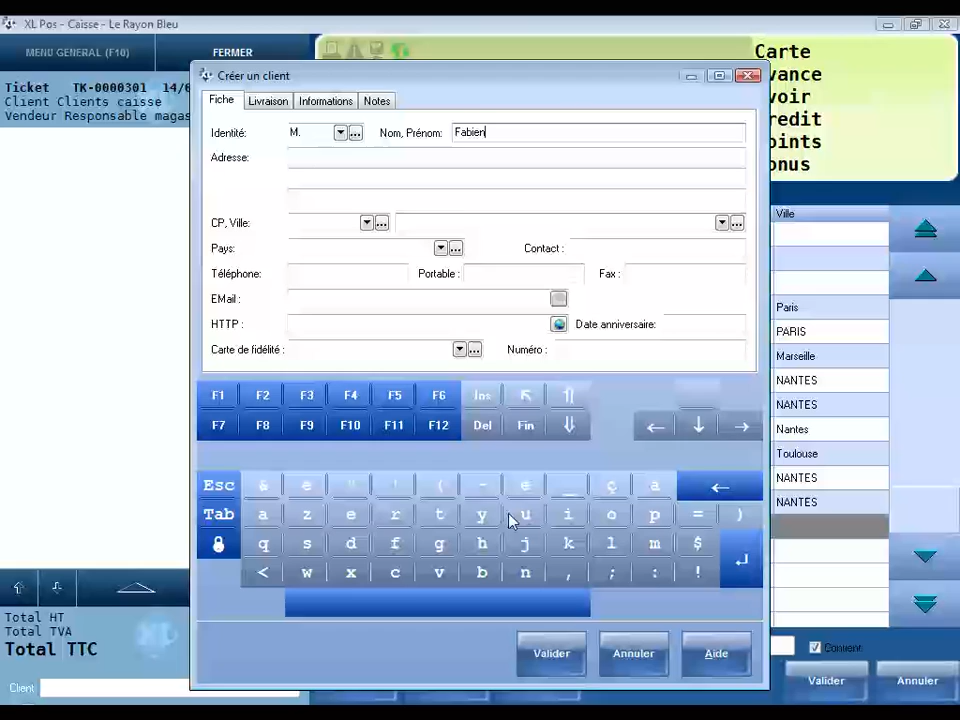 XL Pos - Caisse - Le Rayon Bleu
MENU GENERAL (F10)
FERMER
Ticket TK-0000301 14/
Client Clients caisse
Vendeur Responsable magas
Carte
vance
voir
redit
oints
onus
Créer un client
Fiche
Livraison
Informations
Notes
Identité:
M.
Nom, Prénom:
Fabien
Adresse:
CP, Ville:
Pays:
Contact :
Téléphone:
Portable :
Fax :
EMail :
HTTP :
Date anniversaire:
Carte de fidélité :
Numéro :
F1 F2 F3 F4 F5 F6 Ins
F7 F8 F9 F10 F11 F12 Del Fin
Esc & é " ' ( - è _ ç à
Tab a z e r t y u i o p = )
q s d f g h j k l m $
< w x c v b n , ; : !
Valider
Annuler
Aide
Ville
Paris
PARIS
Marseille
NANTES
NANTES
Nantes
Toulouse
NANTES
NANTES
Total HT
Total TVA
Total TTC
Client
Valider
Annuler